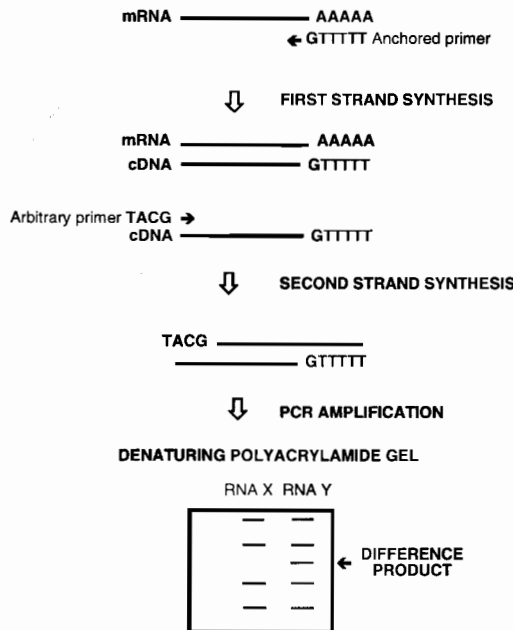 mRNA AAAAA
GTTTTT Anchored primer
FIRST STRAND SYNTHESIS
mRNA AAAAA
cDNA GTTTTT
Arbitrary primer TACG
cDNA GTTTTT
SECOND STRAND SYNTHESIS
TACG
GTTTTT
PCR AMPLIFICATION
DENATURING POLYACRYLAMIDE GEL
RNA X RNA Y
DIFFERENCE
PRODUCT